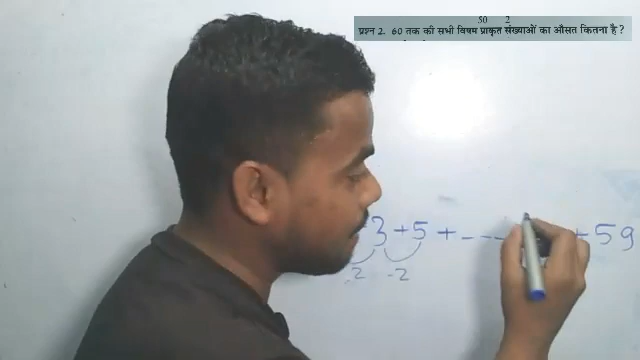 50 2
प्रश्न 2. 60 तक की सभी विषम प्राकृत संख्याओं का औसत कितना है ?
3 + 5 + - - - + 59
2 -2